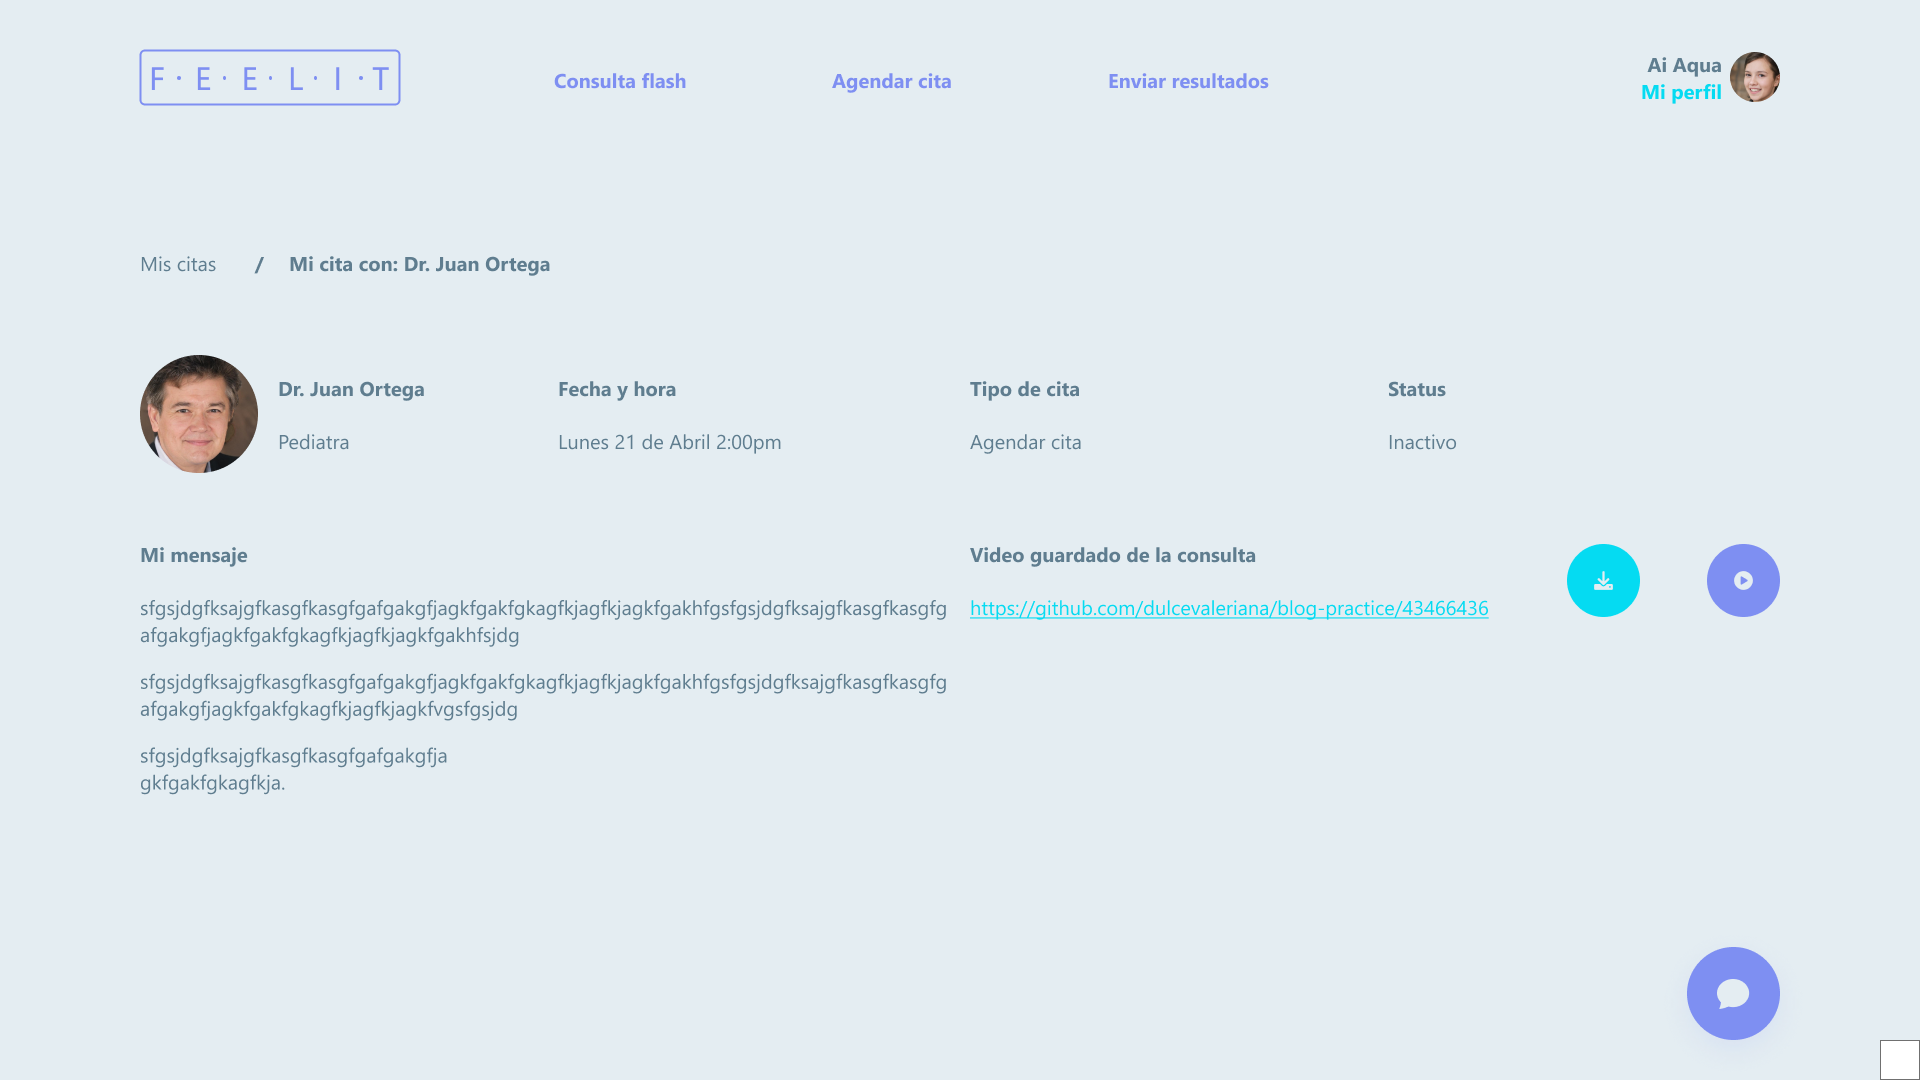 F·E·E·L·I·T
Consulta flash
Agendar cita
Enviar resultados
Ai Aqua
Mi perfil
Mis citas / Mi cita con: Dr. Juan Ortega
Dr. Juan Ortega
Pediatra
Fecha y hora
Lunes 21 de Abril 2:00pm
Tipo de cita
Agendar cita
Status
Inactivo
Mi mensaje
sfgsjdgfksajgfkasgfkasgfgafgakgfjagkfgakfgkagfkjagfkjagkfgakhfgsfgsjdgfksajgfkasgfkasgfg
afgakgfjagkfgakfgkagfkjagfkjagkfgakhfsjdg
sfgsjdgfksajgfkasgfkasgfgafgakgfjagkfgakfgkagfkjagfkjagkfgakhfgsfgsjdgfksajgfkasgfkasgfg
afgakgfjagkfgakfgkagfkjagfkjagkfvgsfgsjdg
sfgsjdgfksajgfkasgfkasgfgafgakgfja
gkfgakfgkagfkja.
Video guardado de la consulta
https://github.com/dulcevaleriana/blog-practice/43466436